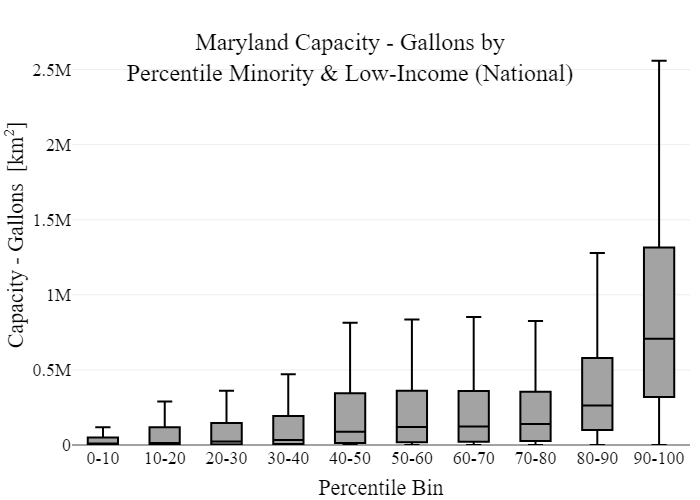 Maryland Capacity - Gallons by
Percentile Minority & Low-Income (National)
Capacity - Gallons [km²]
2.5M
2M
1.5M
1M
0.5M
0
0-10 10-20 20-30 30-40 40-50 50-60 60-70 70-80 80-90 90-100
Percentile Bin